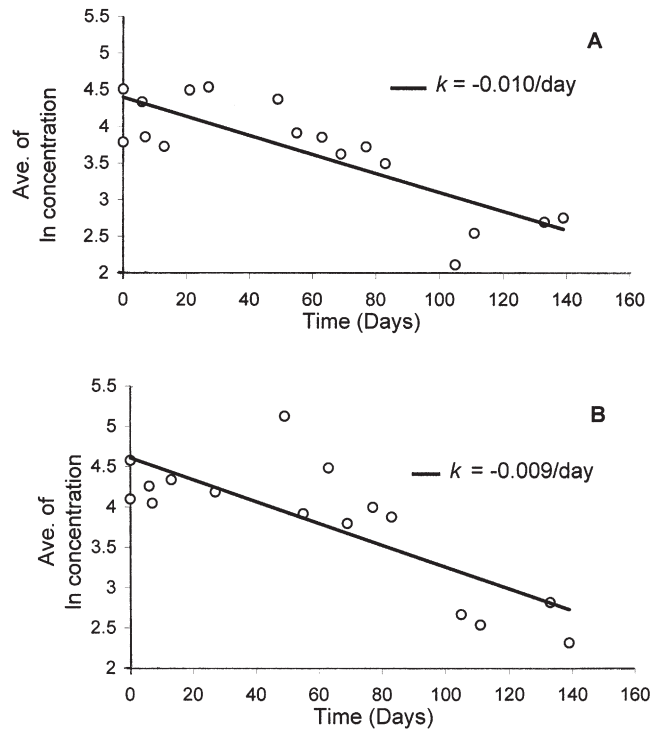 A
5.5
5
4.5
4
3.5
3
2.5
2
Ave. of
ln concentration
k = -0.010/day
0 20 40 60 80 100 120 140 160
Time (Days)
B
5.5
5
4.5
4
3.5
3
2.5
2
Ave. of
ln concentration
k = -0.009/day
0 20 40 60 80 100 120 140 160
Time (Days)